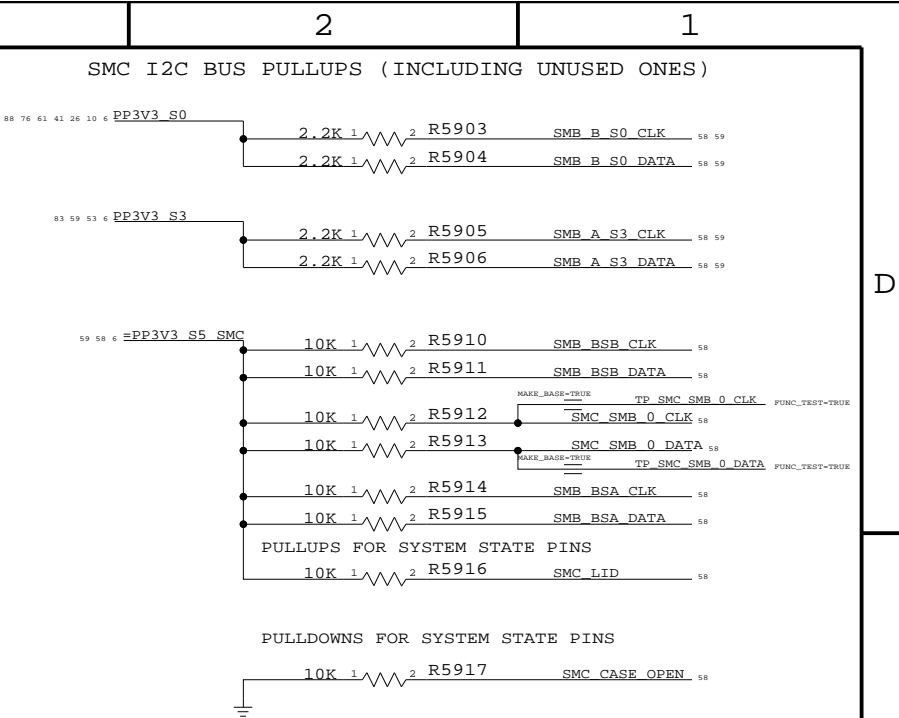 2 1
SMC I2C BUS PULLUPS (INCLUDING UNUSED ONES)
88 76 61 41 26 10 6 PP3V3_S0
2.2K 1 2 R5903 SMB_B_S0_CLK 58 59
2.2K 1 2 R5904 SMB_B_S0_DATA 58 59
83 59 53 6 PP3V3_S3
2.2K 1 2 R5905 SMB_A_S3_CLK 58 59
2.2K 1 2 R5906 SMB_A_S3_DATA 58 59
D
59 58 6 =PP3V3_S5_SMC
10K 1 2 R5910 SMB_BSB_CLK 58
10K 1 2 R5911 SMB_BSB_DATA 58
MAKE_BASE=TRUE TP_SMC_SMB_0_CLK FUNC_TEST=TRUE
10K 1 2 R5912 SMC_SMB_0_CLK 58
10K 1 2 R5913 SMC_SMB_0_DATA 58
MAKE_BASE=TRUE TP_SMC_SMB_0_DATA FUNC_TEST=TRUE
10K 1 2 R5914 SMB_BSA_CLK 58
10K 1 2 R5915 SMB_BSA_DATA 58
PULLUPS FOR SYSTEM STATE PINS
10K 1 2 R5916 SMC_LID 58
PULLDOWNS FOR SYSTEM STATE PINS
10K 1 2 R5917 SMC_CASE_OPEN 58